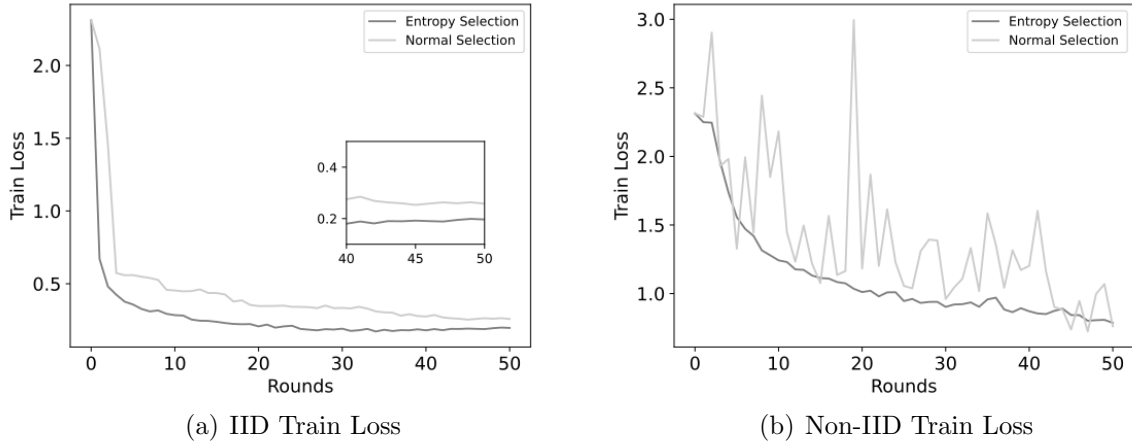 Entropy Selection
Normal Selection
Train Loss
2.0
1.5
1.0
0.5
0.4
0.2
40 45 50
0 10 20 30 40 50
Rounds
(a) IID Train Loss
Entropy Selection
Normal Selection
Train Loss
3.0
2.5
2.0
1.5
1.0
0 10 20 30 40 50
Rounds
(b) Non-IID Train Loss